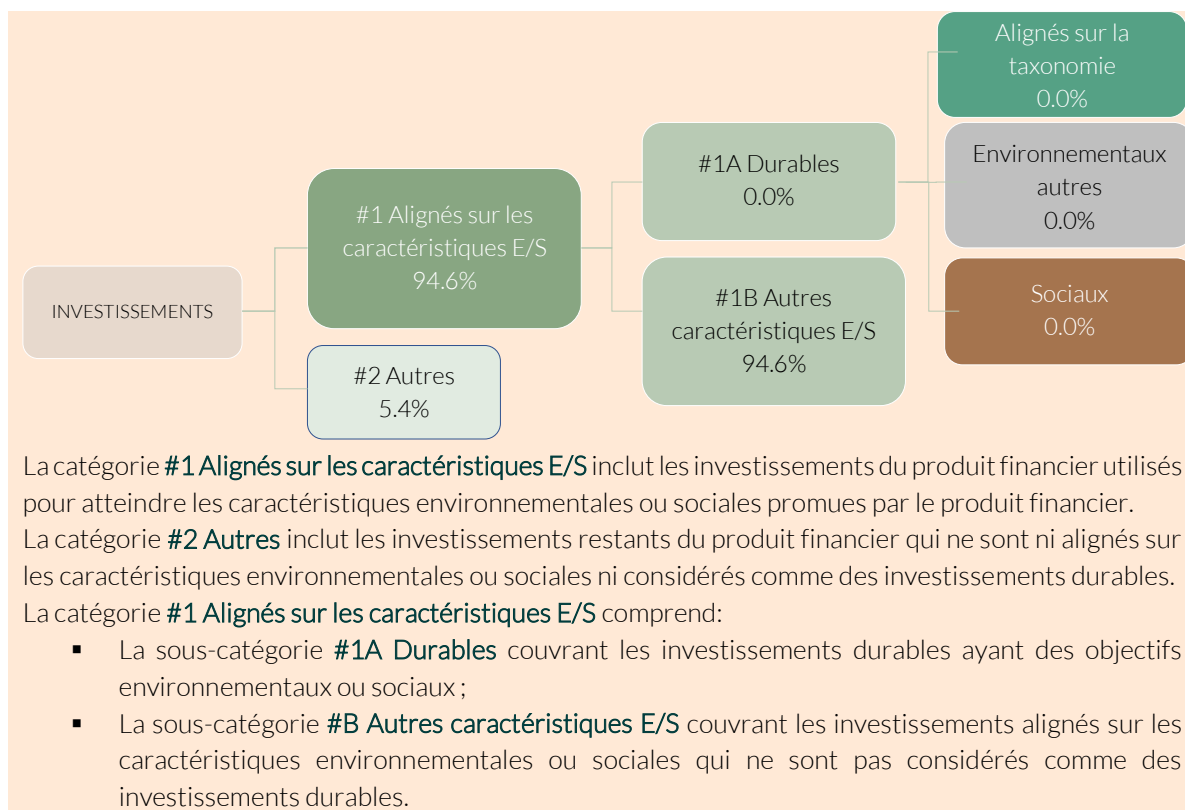 Alignés sur la
taxonomie
0.0%
#1A Durables
0.0%
Environnementaux
autres
0.0%
#1 Alignés sur les
caractéristiques E/S
94.6%
INVESTISSEMENTS
#1B Autres
caractéristiques E/S
94.6%
Sociaux
0.0%
#2 Autres
5.4%
La catégorie #1 Alignés sur les caractéristiques E/S inclut les investissements du produit financier utilisés
pour atteindre les caractéristiques environnementales ou sociales promues par le produit financier.
La catégorie #2 Autres inclut les investissements restants du produit financier qui ne sont ni alignés sur
les caractéristiques environnementales ou sociales ni considérés comme des investissements durables.
La catégorie #1 Alignés sur les caractéristiques E/S comprend:
▪ La sous-catégorie #1A Durables couvrant les investissements durables ayant des objectifs
environnementaux ou sociaux ;
▪ La sous-catégorie #B Autres caractéristiques E/S couvrant les investissements alignés sur les
caractéristiques environnementales ou sociales qui ne sont pas considérés comme des
investissements durables.